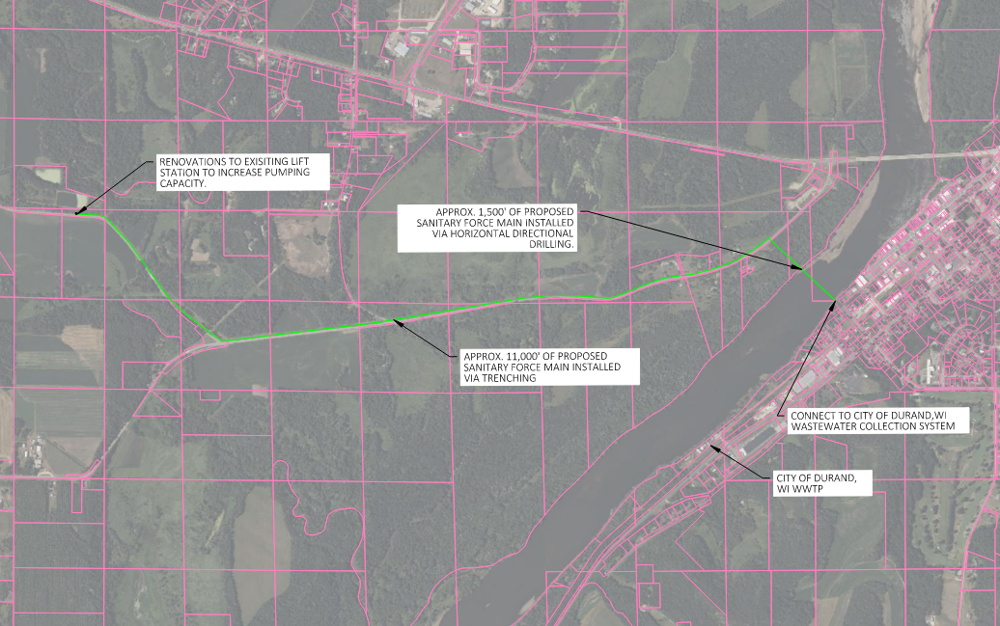 RENOVATIONS TO EXISITING LIFT
STATION TO INCREASE PUMPING
CAPACITY.
APPROX. 1,500' OF PROPOSED
SANITARY FORCE MAIN INSTALLED
VIA HORIZONTAL DIRECTIONAL
DRILLING.
APPROX. 11,000' OF PROPOSED
SANITARY FORCE MAIN INSTALLED
VIA TRENCHING
CONNECT TO CITY OF DURAND,WI
WASTEWATER COLLECTION SYSTEM
CITY OF DURAND,
WI WWTP